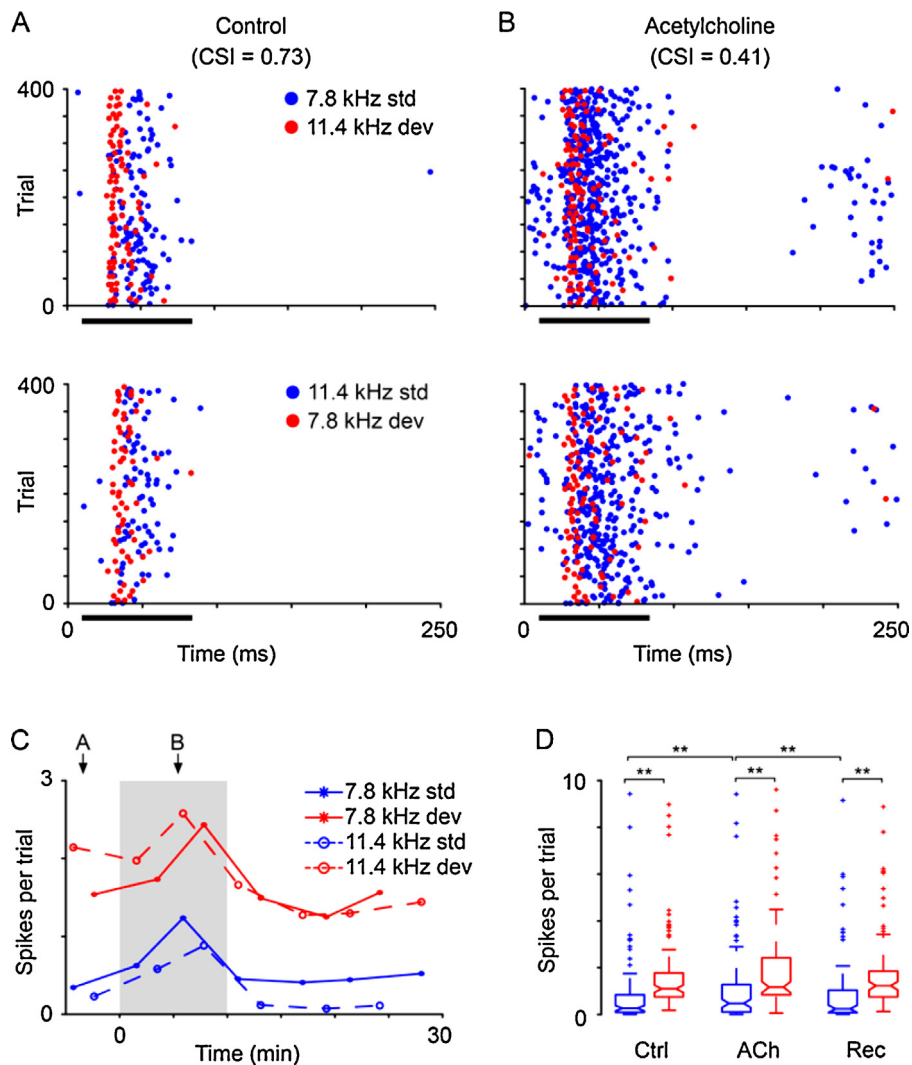 A
Control
(CSI = 0.73)
B
Acetylcholine
(CSI = 0.41)
400
Trial
0
7.8 kHz std
11.4 kHz dev
400
Trial
0
11.4 kHz std
7.8 kHz dev
0
250
Time (ms)
0
250
Time (ms)
C
A
B
3
Spikes per trial
0
7.8 kHz std
7.8 kHz dev
11.4 kHz std
11.4 kHz dev
0
30
Time (min)
D
10
Spikes per trial
0
**
**
**
**
**
Ctrl
ACh
Rec